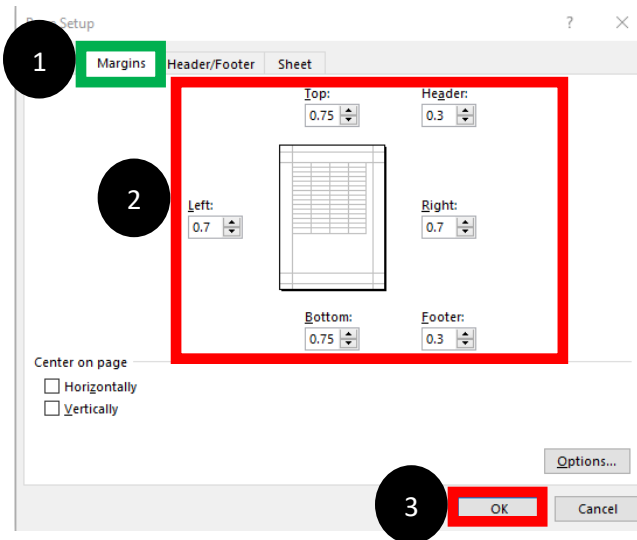 Setup
?
1
Margins Header/Footer Sheet
Top: Header:
0.75 0.3
2
Left: Right:
0.7 0.7
Bottom: Footer:
0.75 0.3
Center on page
Horizontally
Vertically
Options...
3
OK Cancel